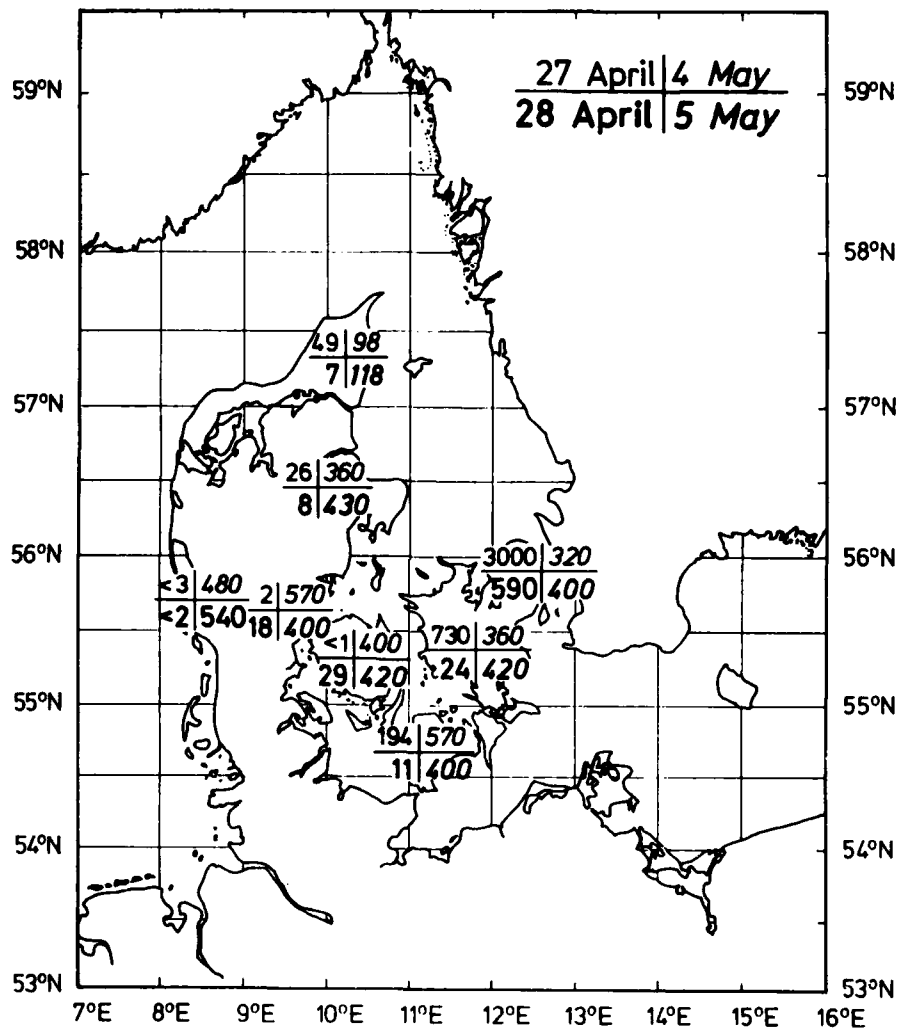 27 April 4 May
28 April 5 May
59°N 59°N
58°N 58°N
49 98
7 118
57°N 57°N
26 360
8 430
56°N 56°N
3000 320
590 400
<3 480
<2 540
2 570
18 400
730 360
24 420
<1 400
29 420
55°N 55°N
194 570
11 400
54°N 54°N
53°N 53°N
7°E 8°E 9°E 10°E 11°E 12°E 13°E 14°E 15°E 16°E